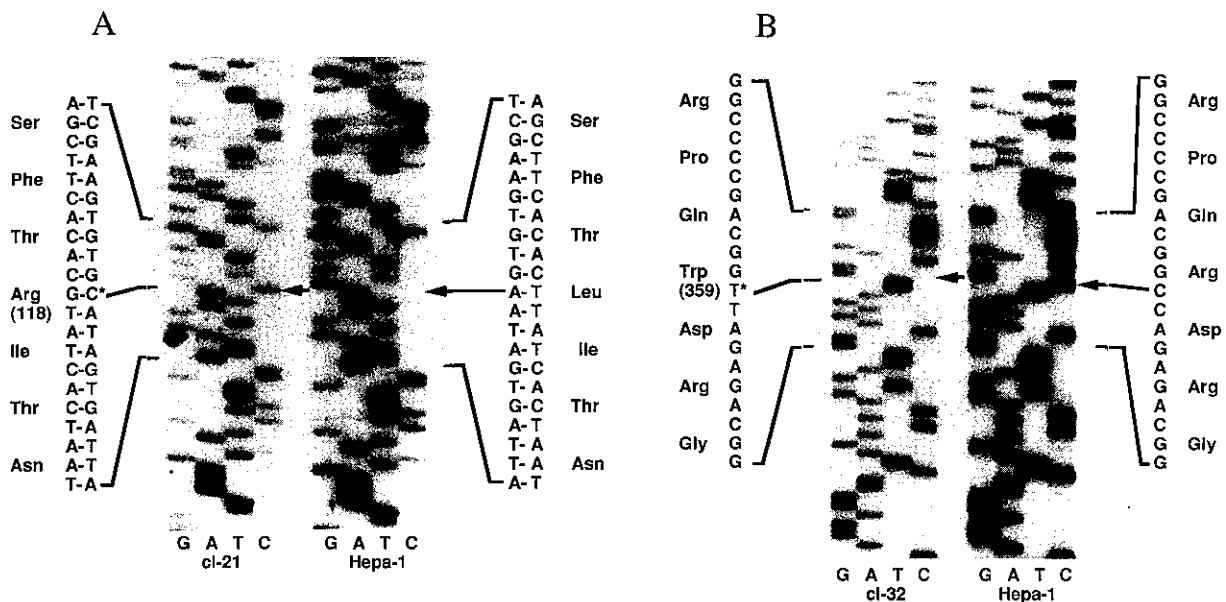 A
Ser
Phe
Thr
Arg
(118)
Ile
Thr
Asn
A-T
G-C
C-G
T-A
T-A
C-G
A-T
C-G
A-T
C-G
G-C*
T-A
A-T
T-A
C-G
A-T
C-G
T-A
A-T
A-T
T-A
G A T C
cl-21
Hepa-1
T-A
C-G
G-C
A-T
A-T
G-C
T-A
G-C
T-A
G-C
A-T
A-T
T-A
A-T
G-C
T-A
G-C
A-T
T-A
T-A
A-T
Ser
Phe
Thr
Leu
Ile
Thr
Asn
G A T C
B
Arg
Pro
Gln
Trp
(359)
Asp
Arg
Gly
G
G
C
C
C
C
G
A
C
G
G
T*
T
A
G
A
G
A
C
G
G
G A T C
cl-32
G A T C
Hepa-1
G
G
C
C
C
C
G
A
C
G
G
C
C
A
G
A
G
A
C
G
G
Arg
Pro
Gln
Arg
Asp
Arg
Gly